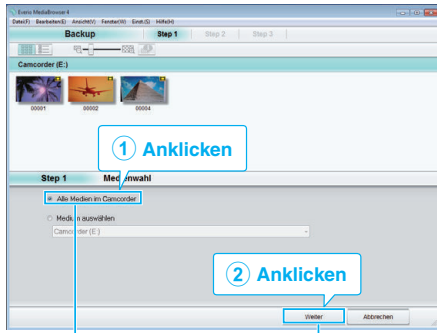 Everio MediaBrowser 4
Datei(F) Bearbeiten(E) Ansicht(V) Fenster(W) Einst.(S) Hilfe(H)
Backup Step 1 Step 2 Step 3
Camcorder (E:)
00001 00002 00004
1 Anklicken
Step 1 Medienwahl
Alle Medien im Camcorder
Medium auswählen
Camcorder (E:)
2 Anklicken
Weiter Abbrechen